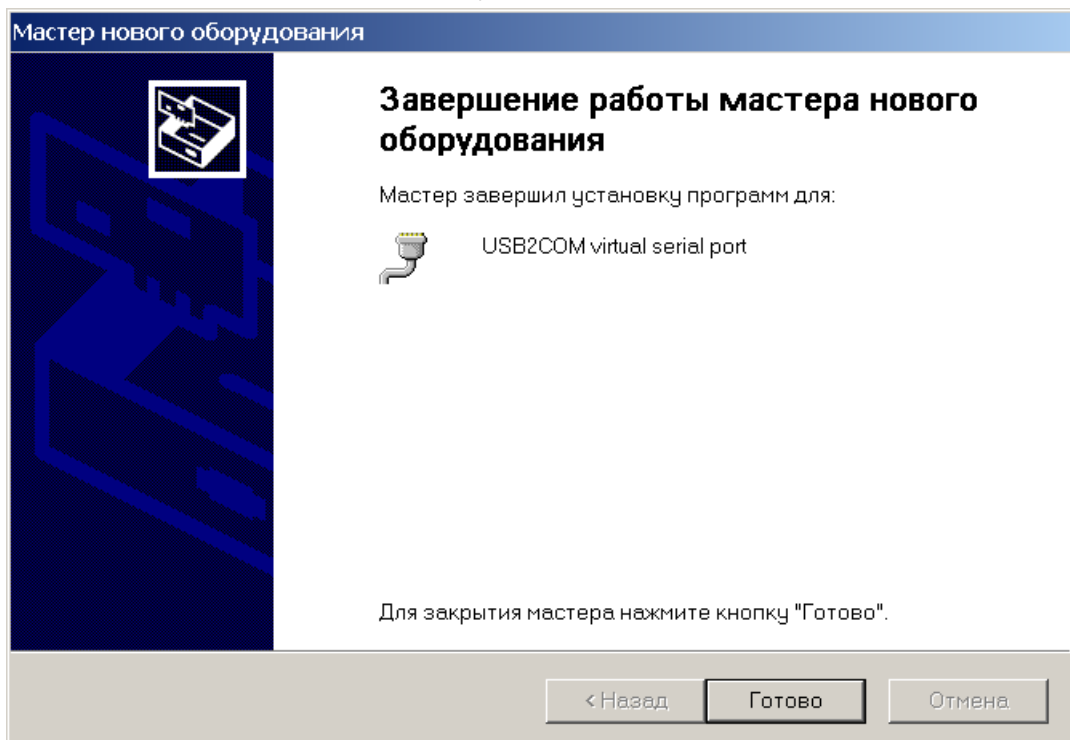 Мастер нового оборудования
Завершение работы мастера нового
оборудования
Мастер завершил установку программ для:
USB2COM virtual serial port
Для закрытия мастера нажмите кнопку "Готово".
< Назад
Готово
Отмена